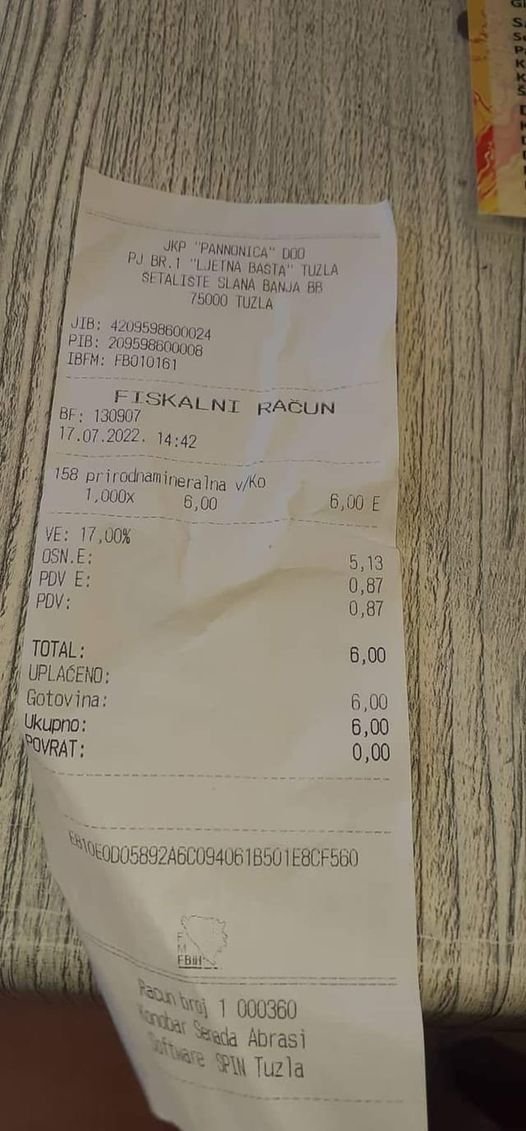 JKP "PANNONICA" DOO
PJ BR.1 "LJETNA BAŠTA" TUZLA
ŠETALIŠTE SLANA BANJA BB
75000 TUZLA
JIB: 4209598600024
PIB: 209598600008
IBFM: FB010161
FISKALNI RAČUN
BF: 130907
17.07.2022. 14:42
158 prirodnamineralna v/Ko
1,000x 6,00 6,00 E
VE: 17,00%
OSN.E: 5,13
PDV E: 0,87
PDV: 0,87
TOTAL: 6,00
UPLAĆENO:
Gotovina: 6,00
Ukupno: 6,00
POVRAT: 0,00
E810E0D05892A6C094061B501E8CF560
F
M
FBiH
Racun broj 1 000360
Konobar Senada Abrasi
Software SPIN Tuzla